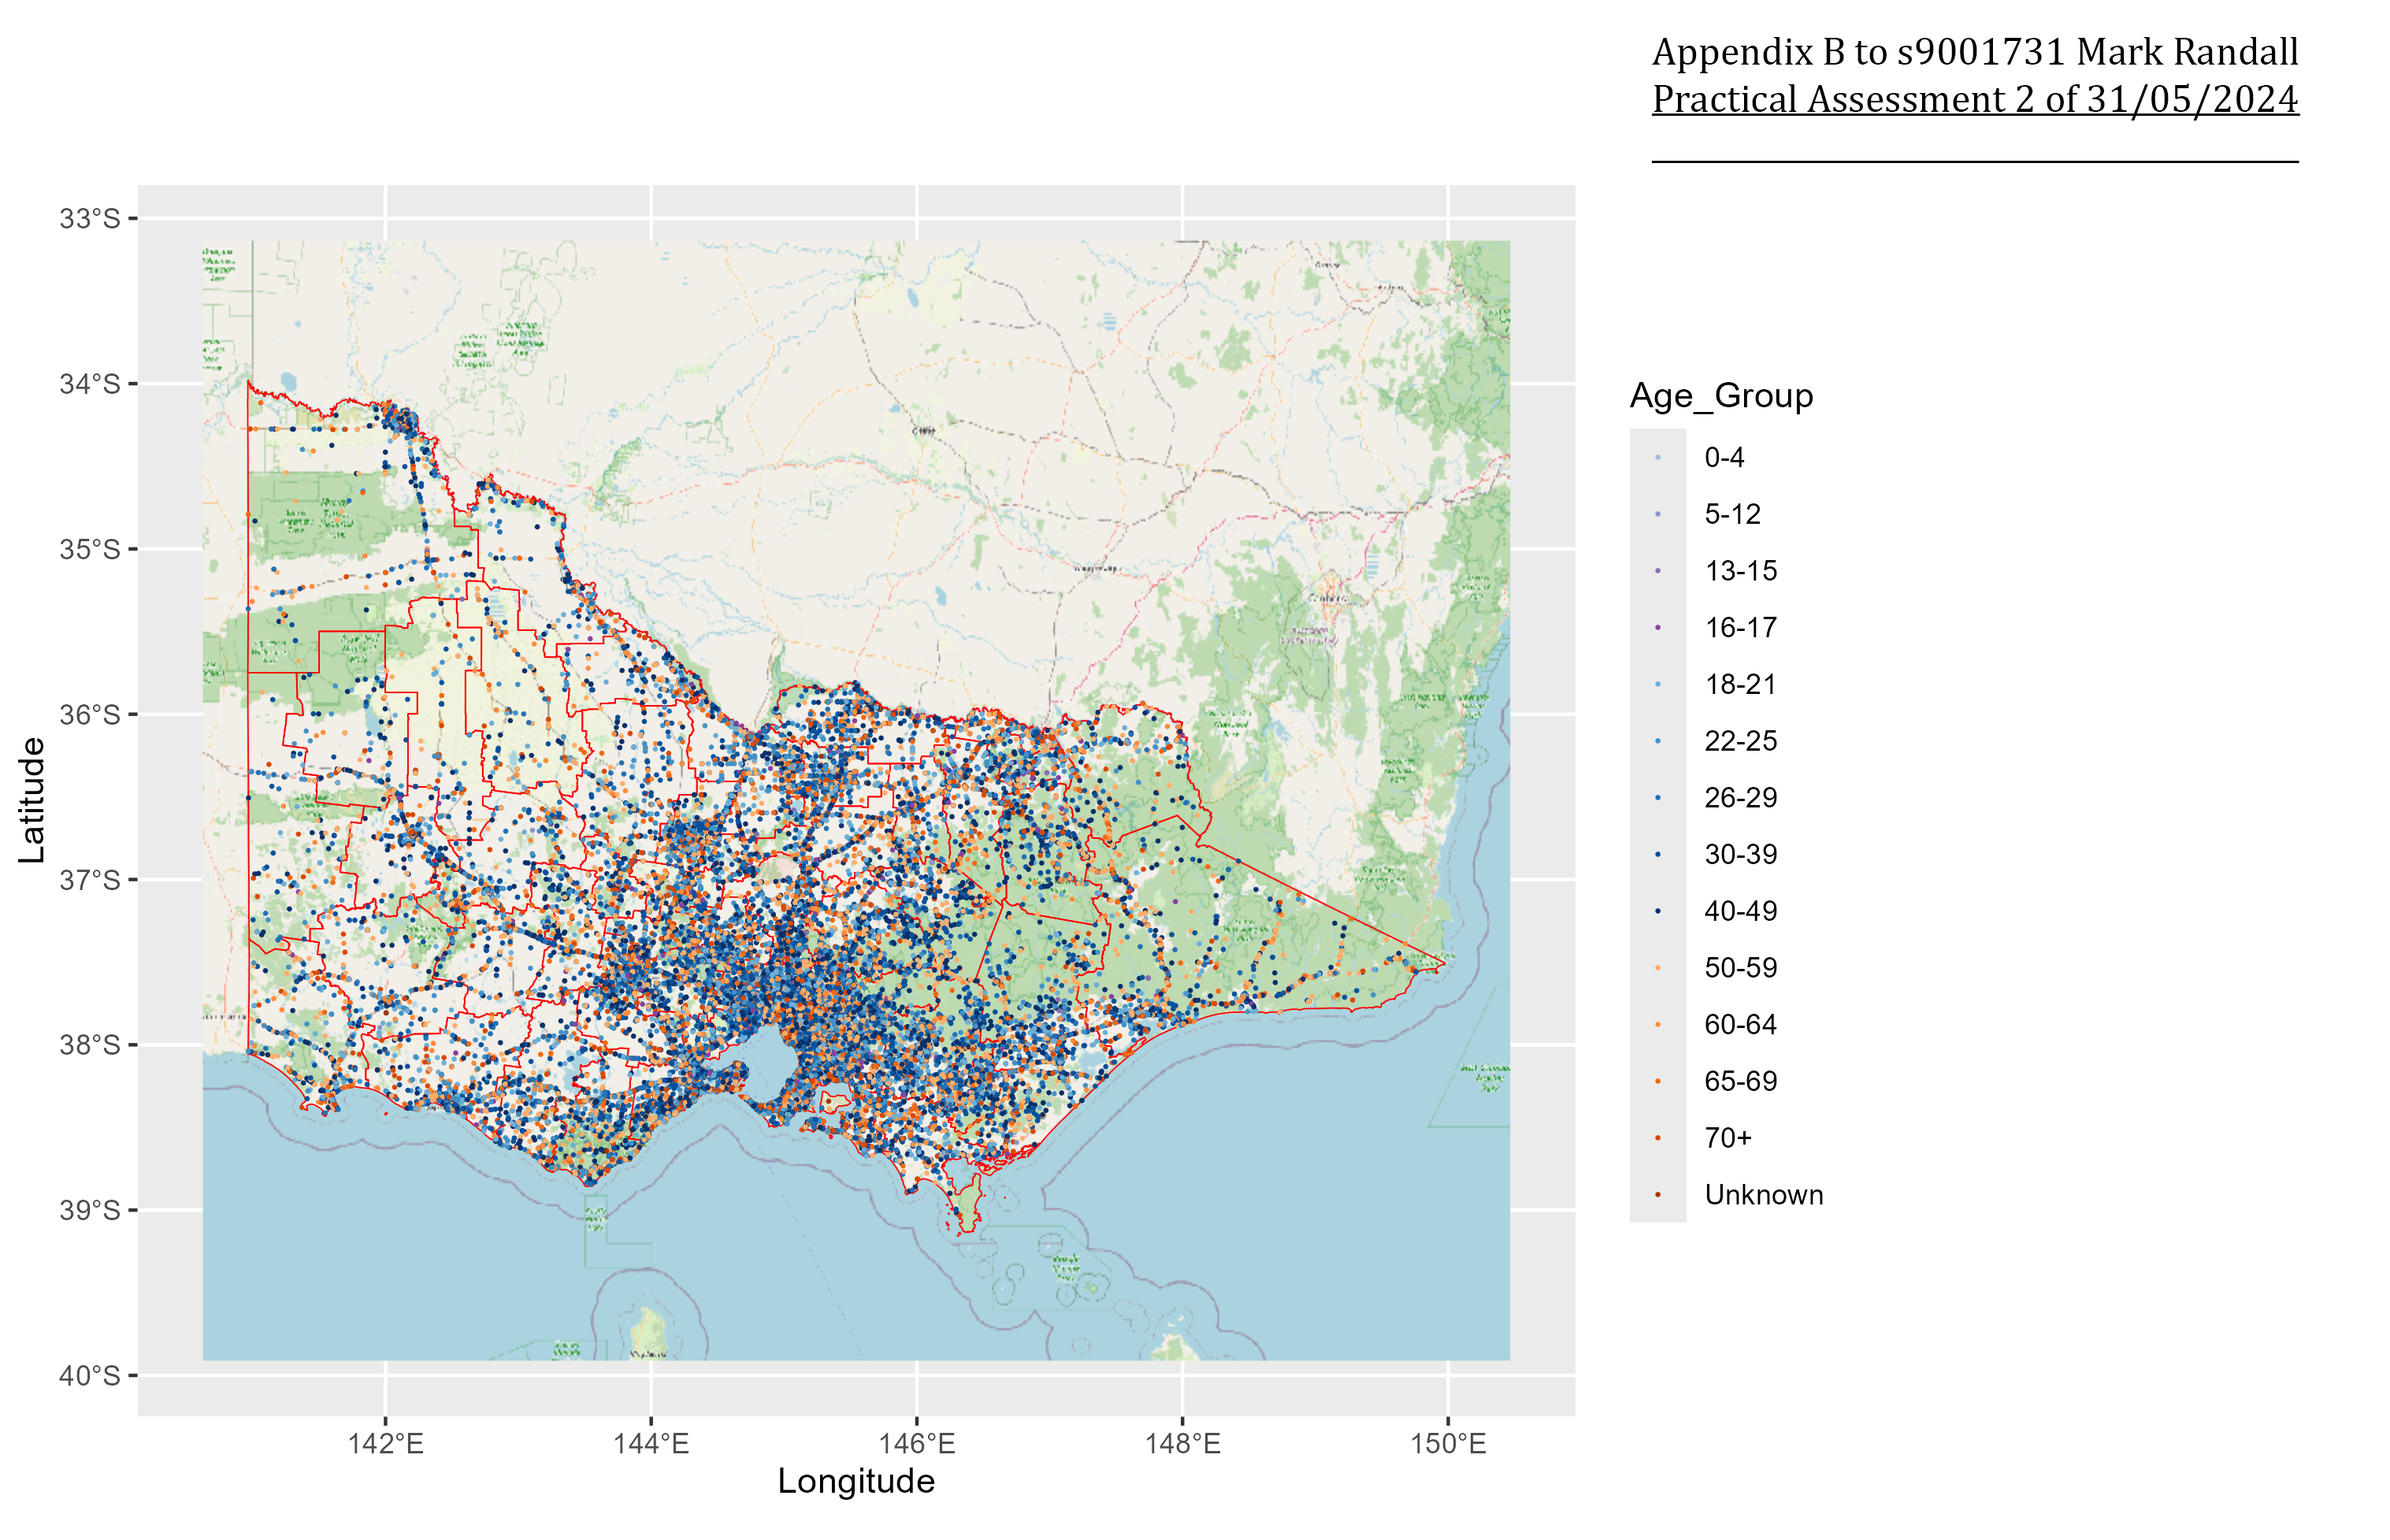 Appendix B to s9001731 Mark Randall
Practical Assessment 2 of 31/05/2024
33°S
34°S
35°S
36°S
37°S
38°S
39°S
40°S
Latitude
142°E
144°E
146°E
148°E
150°E
Longitude
Age_Group
0-4
5-12
13-15
16-17
18-21
22-25
26-29
30-39
40-49
50-59
60-64
65-69
70+
Unknown